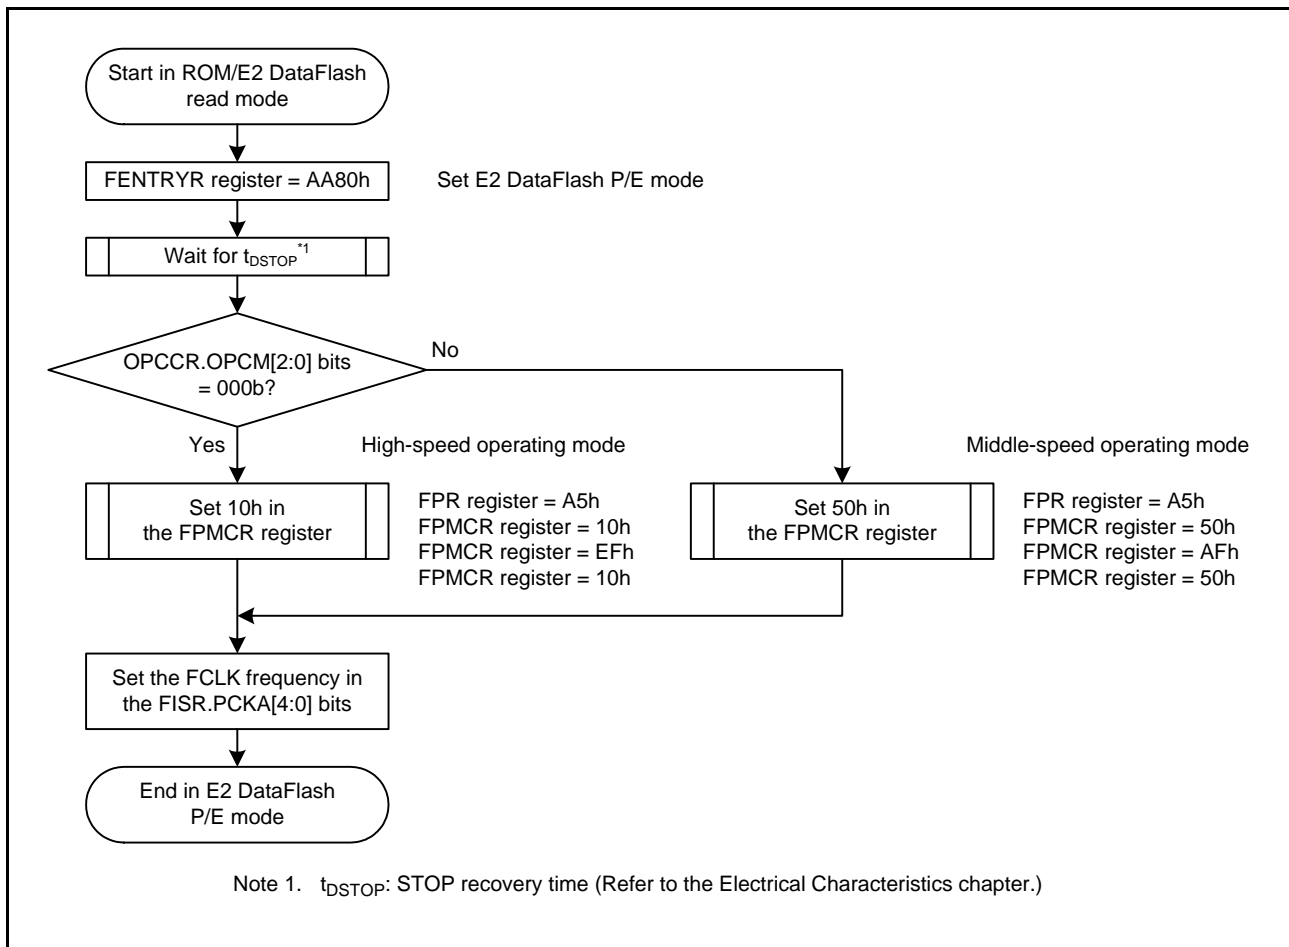 Start in ROM/E2 DataFlash
read mode
FENTRYR register = AA80h
Set E2 DataFlash P/E mode
Wait for tDSTOP*1
OPCCR.OPCM[2:0] bits
= 000b?
No
Yes
High-speed operating mode
Middle-speed operating mode
Set 10h in
the FPMCR register
FPR register = A5h
FPMCR register = 10h
FPMCR register = EFh
FPMCR register = 10h
Set 50h in
the FPMCR register
FPR register = A5h
FPMCR register = 50h
FPMCR register = AFh
FPMCR register = 50h
Set the FCLK frequency in
the FISR.PCKA[4:0] bits
End in E2 DataFlash
P/E mode
Note 1. tDSTOP: STOP recovery time (Refer to the Electrical Characteristics chapter.)